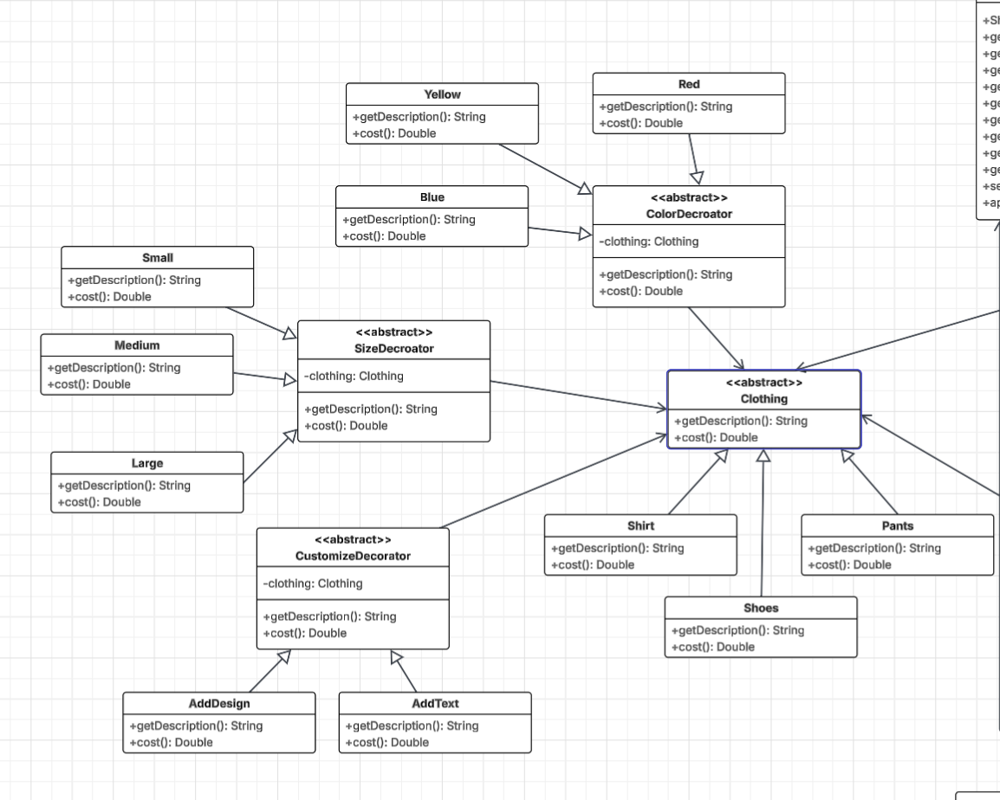 Yellow
+getDescription(): String
+cost(): Double
Red
+getDescription(): String
+cost(): Double
Blue
+getDescription(): String
+cost(): Double
<<abstract>>
ColorDecroator
-clothing: Clothing
+getDescription(): String
+cost(): Double
Small
+getDescription(): String
+cost(): Double
Medium
+getDescription(): String
+cost(): Double
<<abstract>>
SizeDecroator
-clothing: Clothing
+getDescription(): String
+cost(): Double
Large
+getDescription(): String
+cost(): Double
<<abstract>>
Clothing
+getDescription(): String
+cost(): Double
<<abstract>>
CustomizeDecorator
-clothing: Clothing
+getDescription(): String
+cost(): Double
Shirt
+getDescription(): String
+cost(): Double
Pants
+getDescription(): String
+cost(): Double
Shoes
+getDescription(): String
+cost(): Double
AddDesign
+getDescription(): String
+cost(): Double
AddText
+getDescription(): String
+cost(): Double